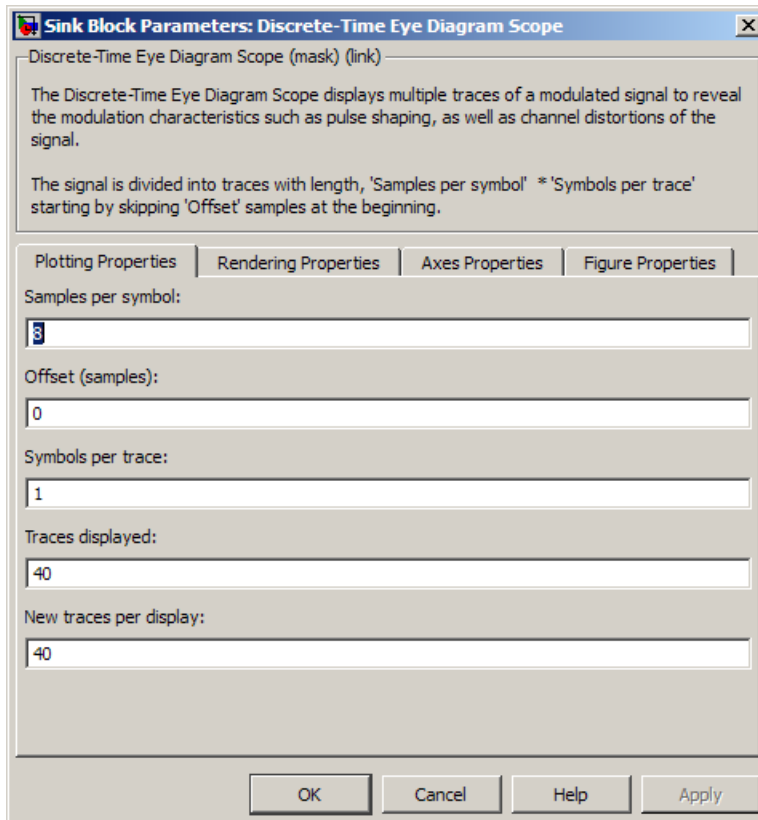 Sink Block Parameters: Discrete-Time Eye Diagram Scope
Discrete-Time Eye Diagram Scope (mask) (link)
The Discrete-Time Eye Diagram Scope displays multiple traces of a modulated signal to reveal
the modulation characteristics such as pulse shaping, as well as channel distortions of the
signal.
The signal is divided into traces with length, 'Samples per symbol' * 'Symbols per trace'
starting by skipping 'Offset' samples at the beginning.
Plotting Properties Rendering Properties Axes Properties Figure Properties
Samples per symbol:
8
Offset (samples):
0
Symbols per trace:
1
Traces displayed:
40
New traces per display:
40
OK Cancel Help Apply